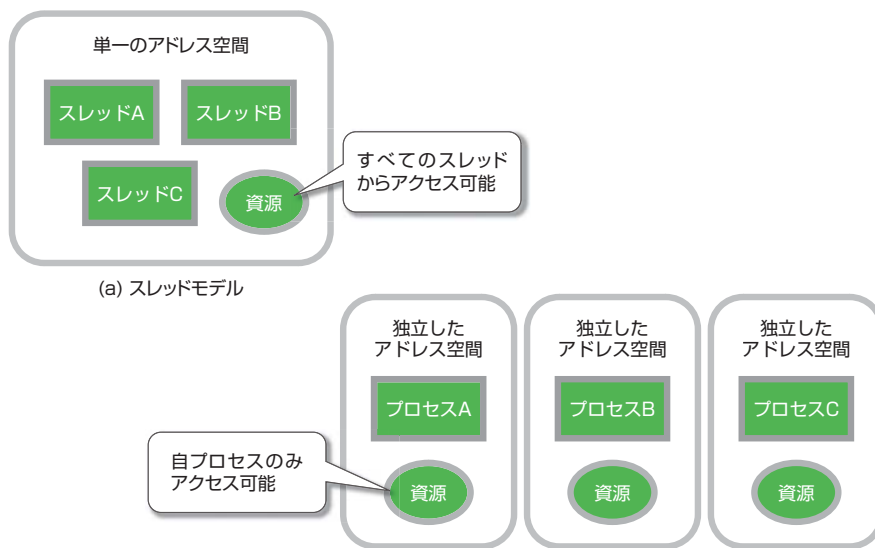 単一のアドレス空間
スレッドA
スレッドB
スレッドC
資源
すべてのスレッド
からアクセス可能
(a) スレッドモデル
独立した
アドレス空間
プロセスA
資源
自プロセスのみ
アクセス可能
独立した
アドレス空間
プロセスB
資源
独立した
アドレス空間
プロセスC
資源